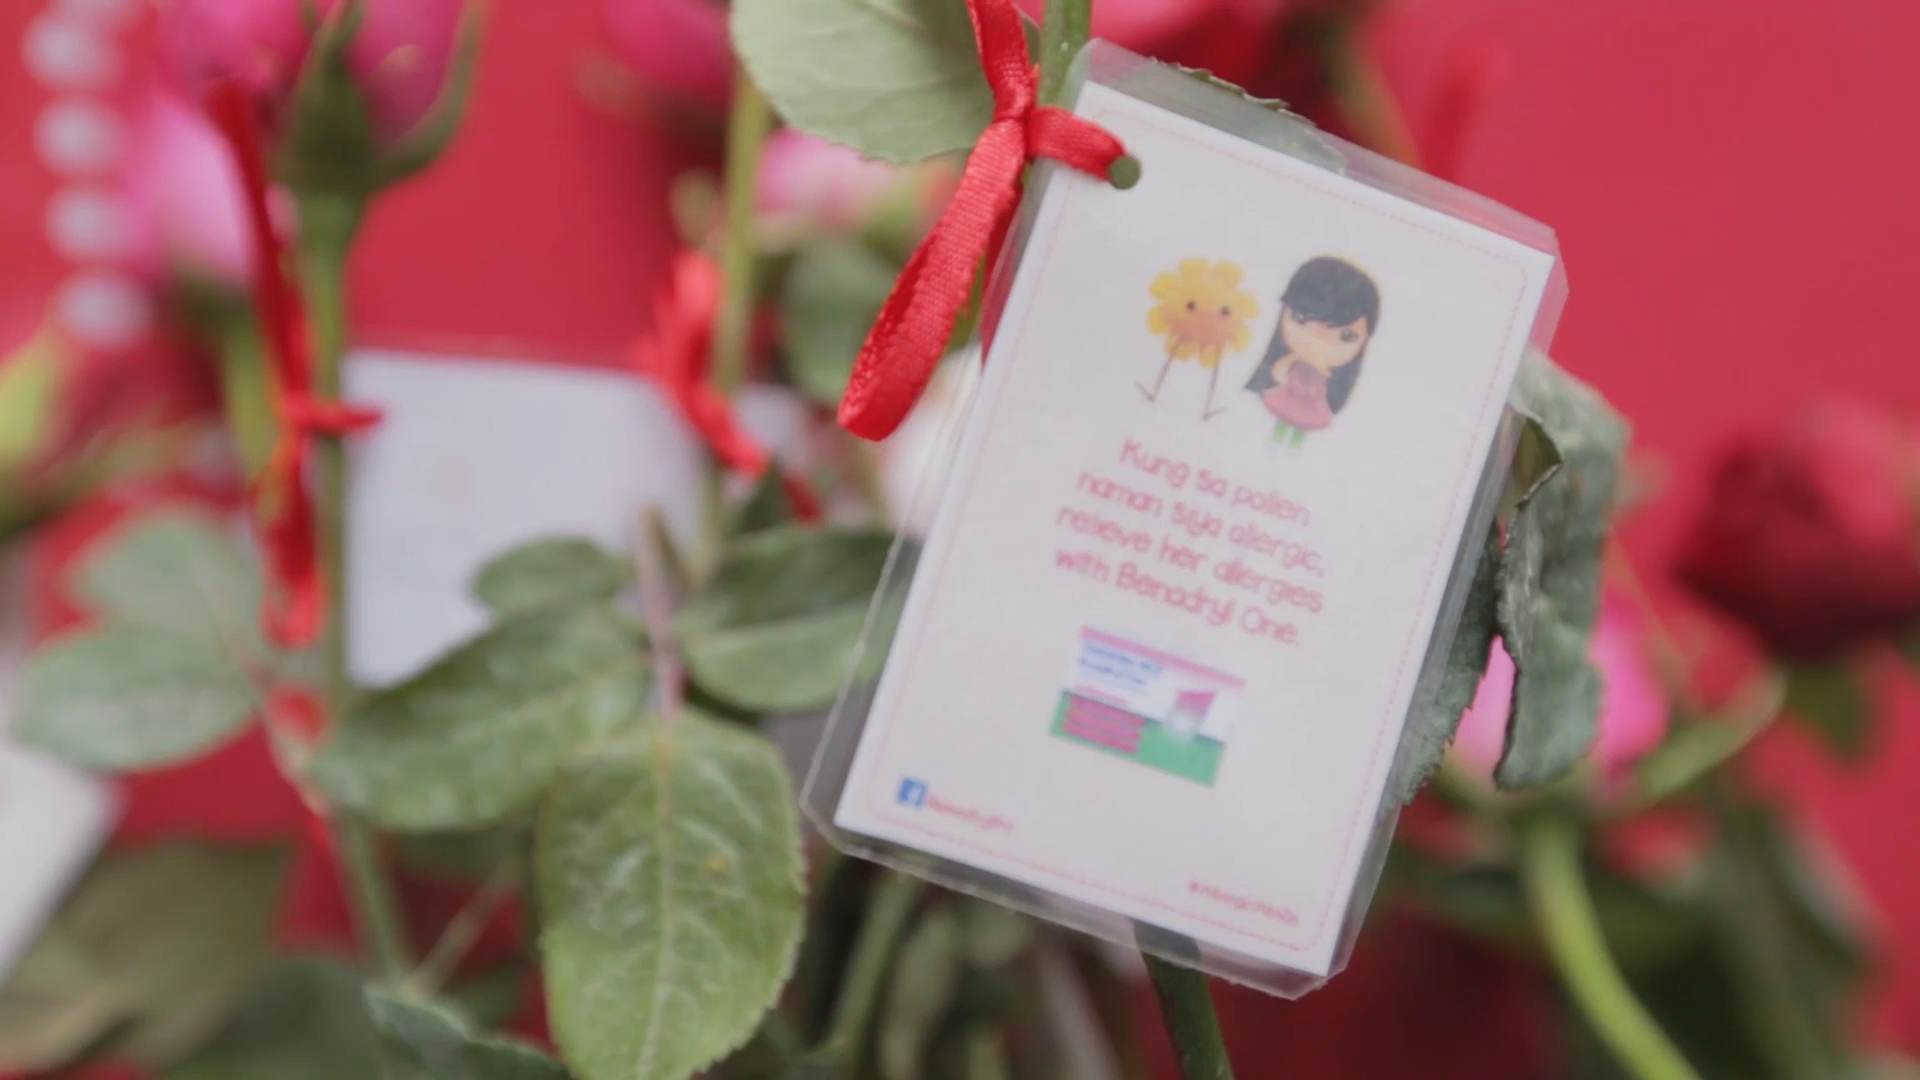 Kung sa pollen
naman siya allergic,
relieve her allergies
with Benadryl One.